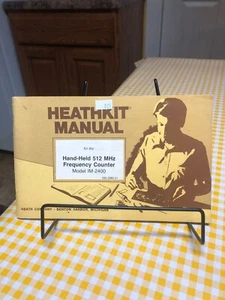 HEATHKIT
MANUAL
for the
Hand-Held 512 MHz
Frequency Counter
Model IM-2400
HEATH COMPANY • BENTON HARBOR, MICHIGAN